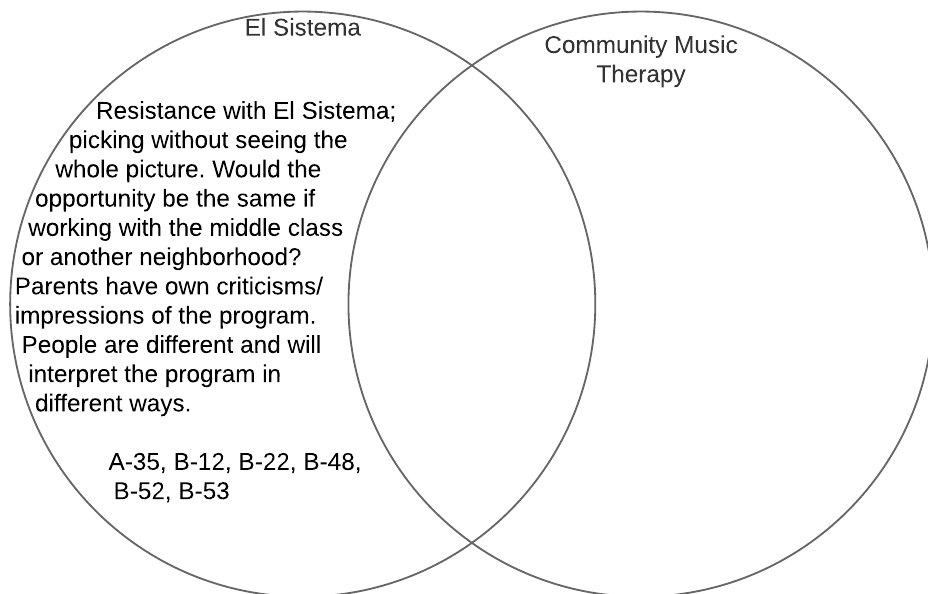 El Sistema
Community Music
Therapy
Resistance with El Sistema;
picking without seeing the
whole picture. Would the
opportunity be the same if
working with the middle class
or another neighborhood?
Parents have own criticisms/
impressions of the program.
People are different and will
interpret the program in
different ways.
A-35, B-12, B-22, B-48,
B-52, B-53